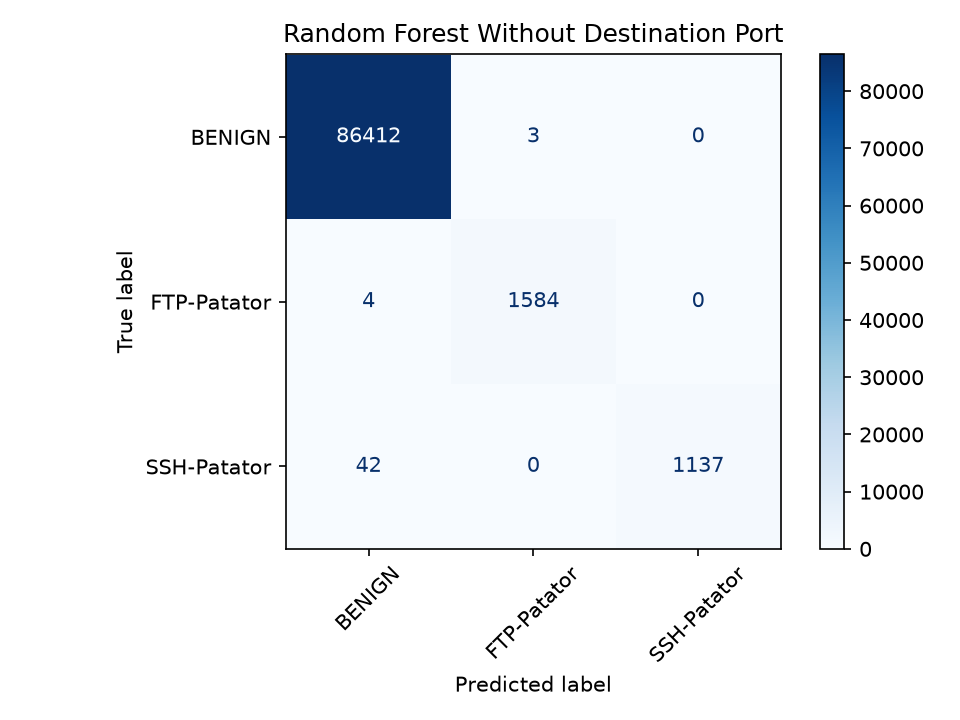 Random Forest Without Destination Port
BENIGN 86412 3 0
FTP-Patator 4 1584 0
SSH-Patator 42 0 1137
True label
BENIGN FTP-Patator SSH-Patator
Predicted label
80000
70000
60000
50000
40000
30000
20000
10000
0